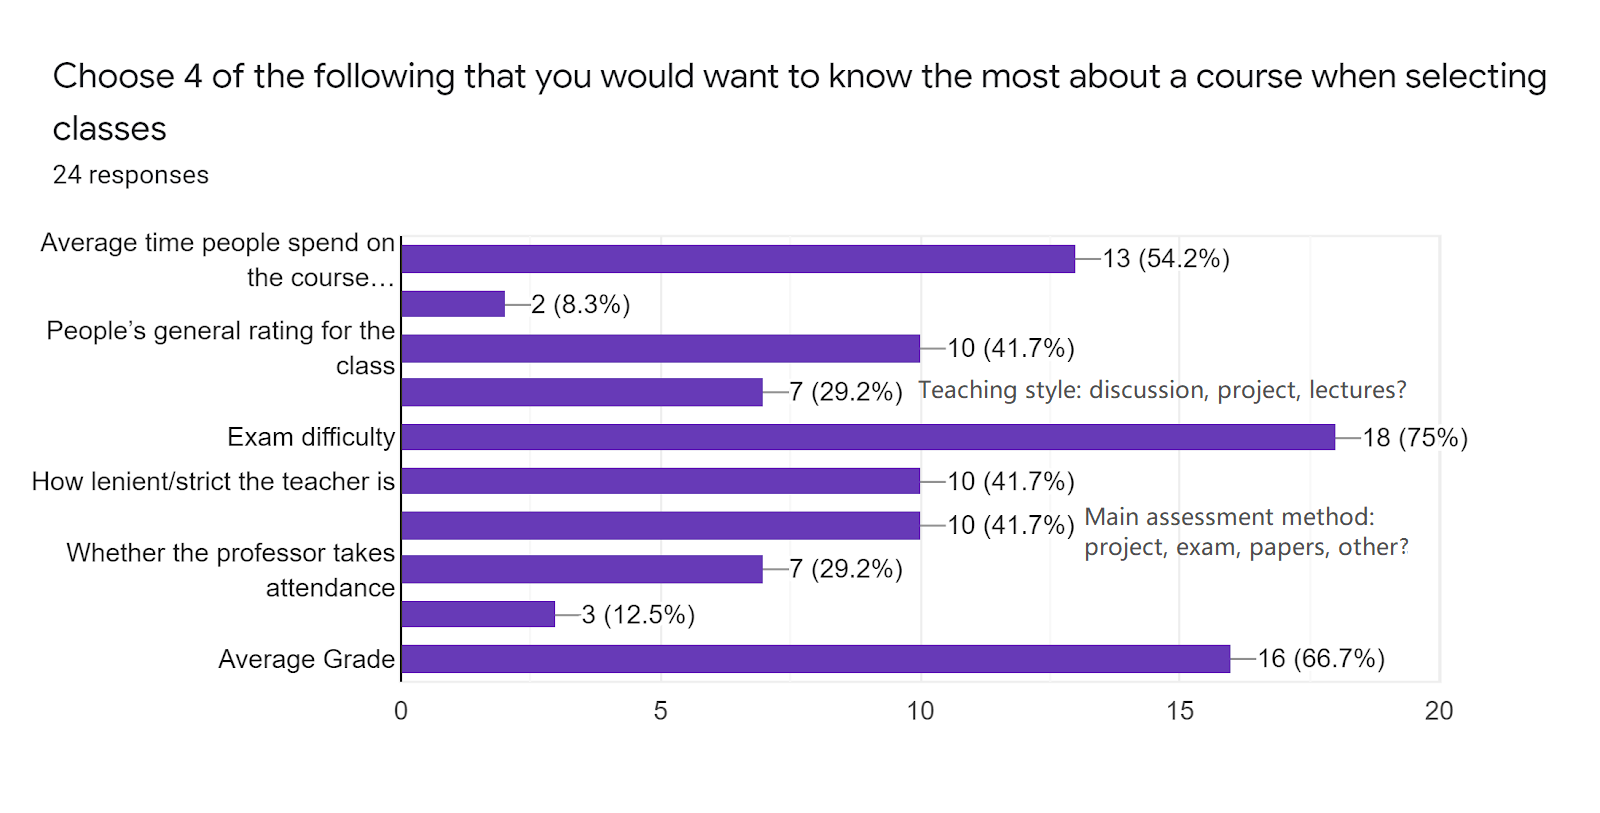 Choose 4 of the following that you would want to know the most about a course when selecting
classes
24 responses
Average time people spend on
the course…
13 (54.2%)
2 (8.3%)
People’s general rating for the
class
10 (41.7%)
7 (29.2%)
Teaching style: discussion, project, lectures?
Exam difficulty
18 (75%)
How lenient/strict the teacher is
10 (41.7%)
10 (41.7%)
Main assessment method:
project, exam, papers, other?
Whether the professor takes
attendance
7 (29.2%)
3 (12.5%)
Average Grade
16 (66.7%)
0 5 10 15 20